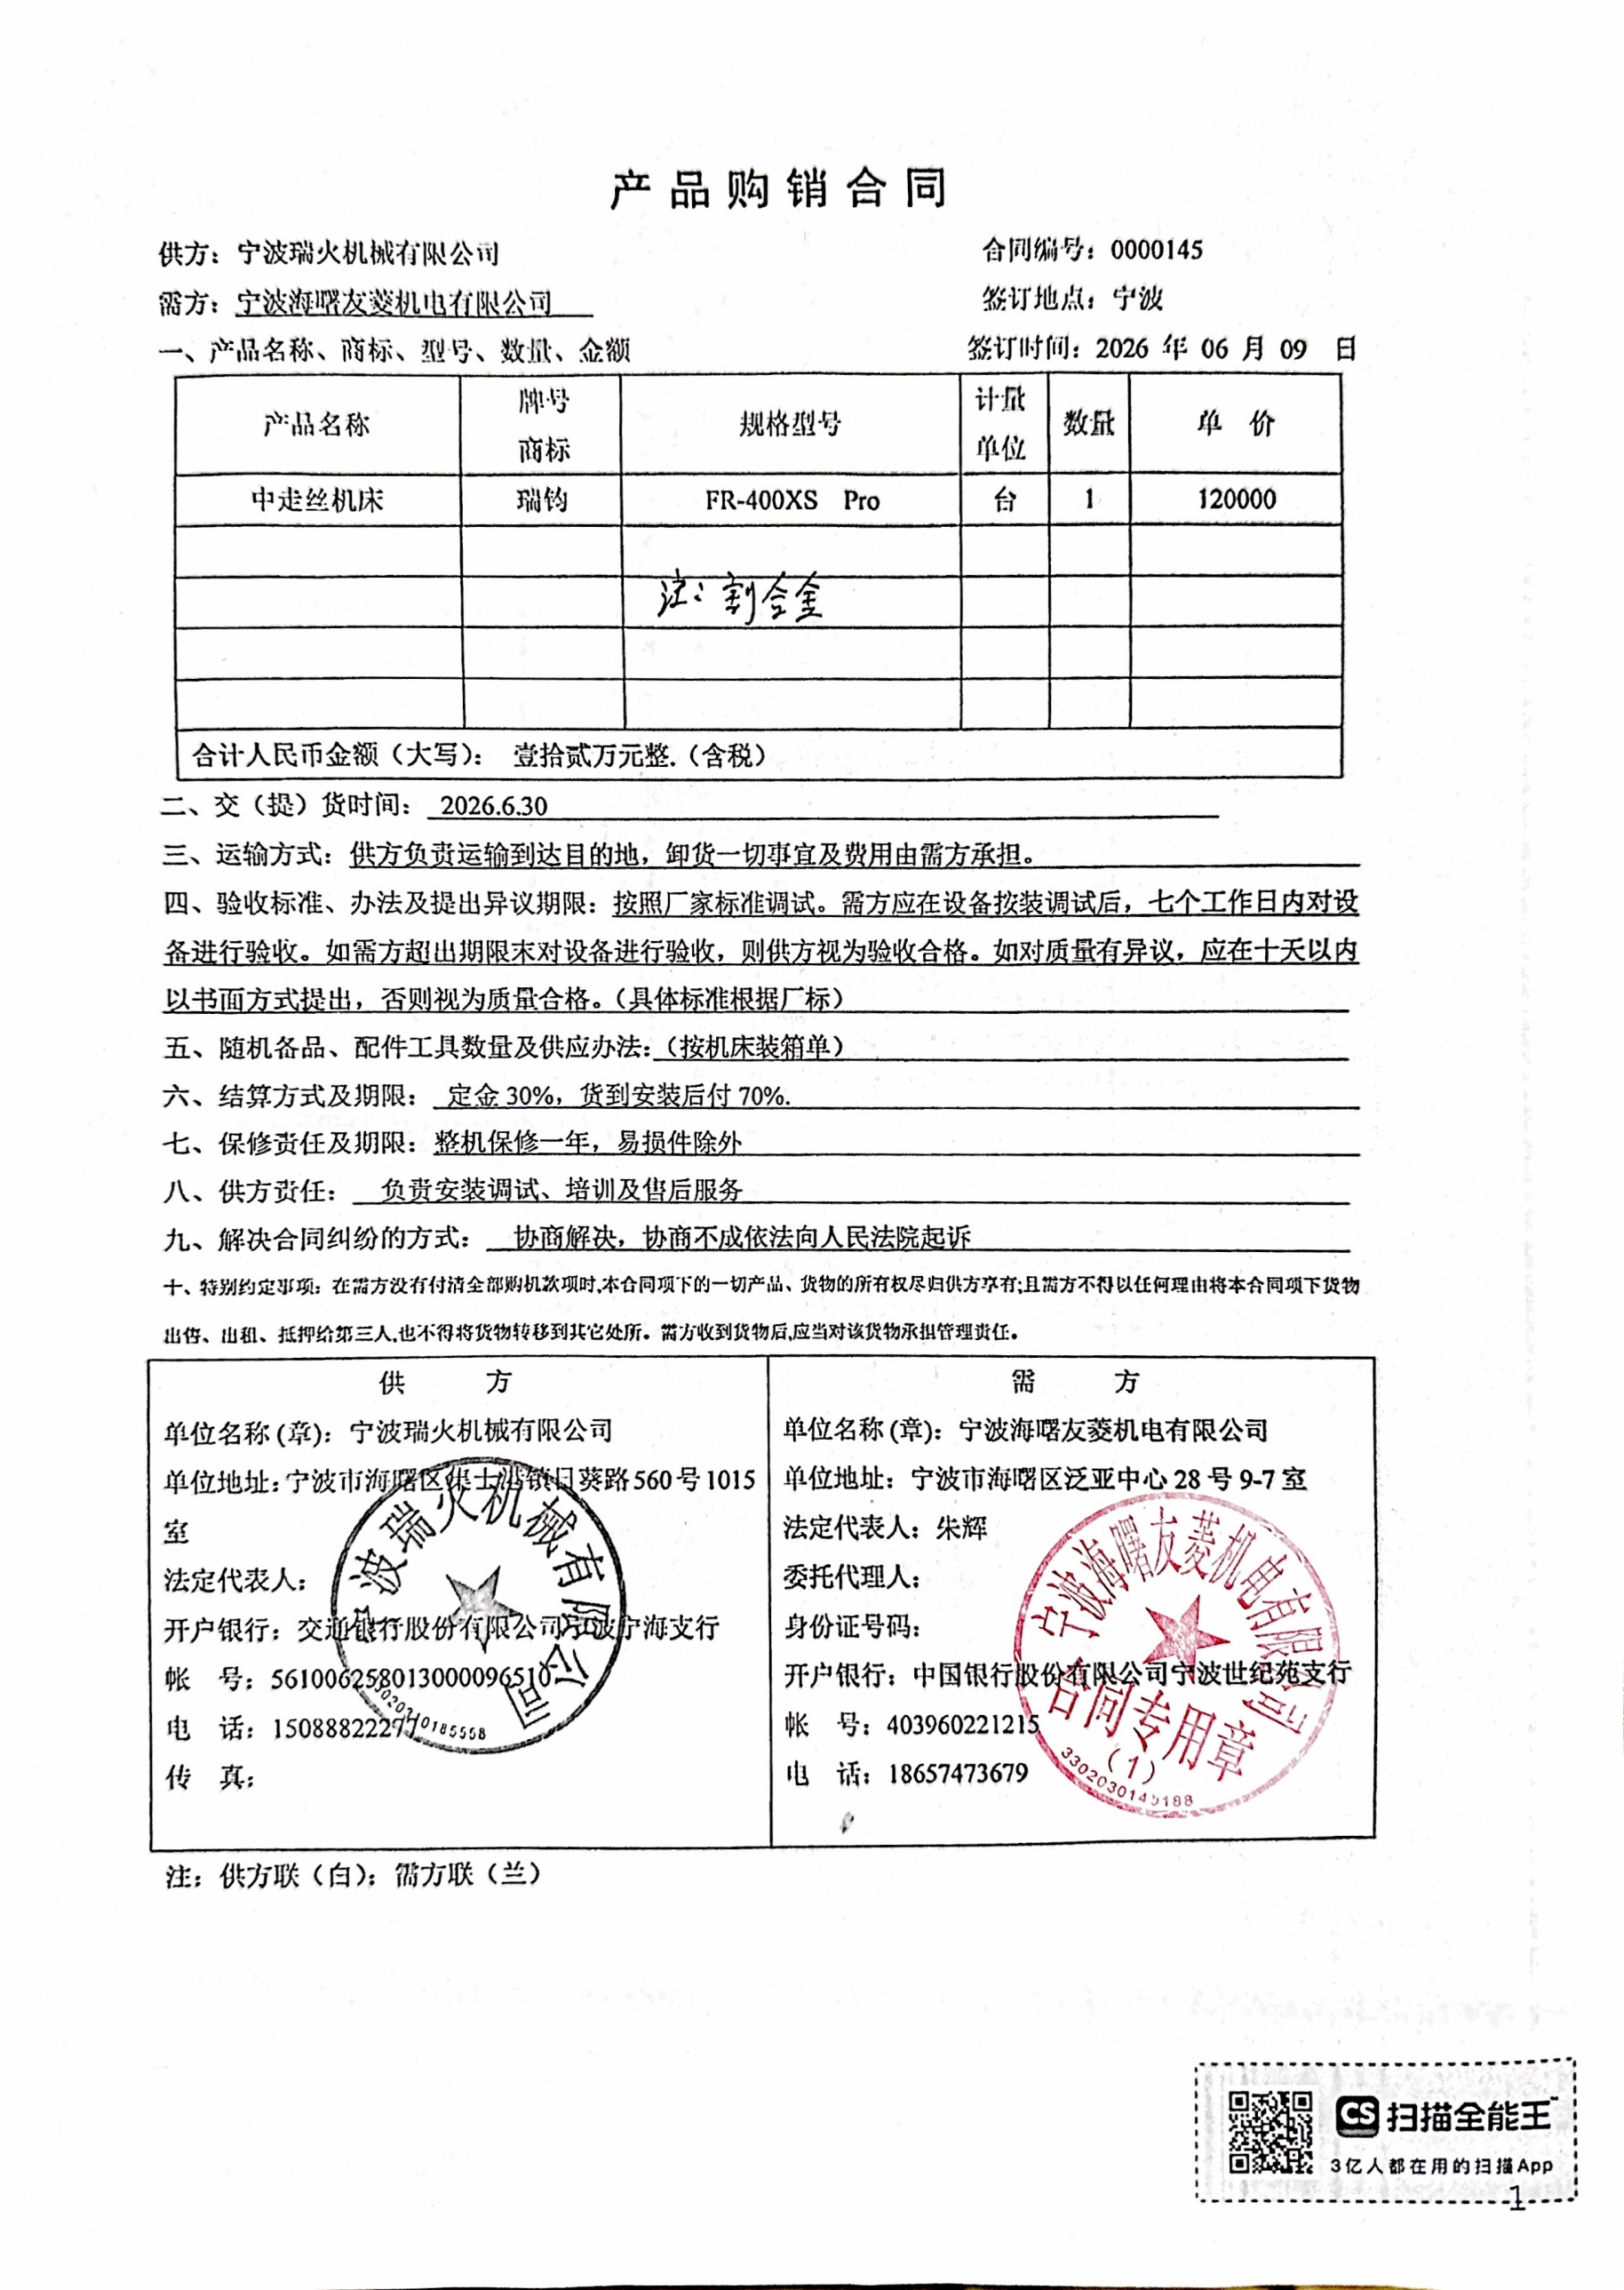 产品购销合同
供方：宁波瑞火机械有限公司
合同编号：0000145
需方：宁波海曙友菱机电有限公司
签订地点：宁波
一、产品名称、商标、型号、数量、金额
签订时间：2026 年 06 月 09 日
产品名称 牌号商标 规格型号 计量单位 数量 单 价
中走丝机床 瑞钧 FR-400XS Pro 台 1 120000
注：割合金
合计人民币金额（大写）： 壹拾贰万元整.（含税）
二、交（提）货时间： 2026.6.30
三、运输方式：供方负责运输到达目的地，卸货一切事宜及费用由需方承担。
四、验收标准、办法及提出异议期限：按照厂家标准调试。需方应在设备按装调试后，七个工作日内对设
备进行验收。如需方超出期限末对设备进行验收，则供方视为验收合格。如对质量有异议，应在十天以内
以书面方式提出，否则视为质量合格。（具体标准根据厂标）
五、随机备品、配件工具数量及供应办法：（按机床装箱单）
六、结算方式及期限： 定金 30%，货到安装后付 70%.
七、保修责任及期限：整机保修一年，易损件除外
八、供方责任： 负责安装调试、培训及售后服务
九、解决合同纠纷的方式： 协商解决，协商不成依法向人民法院起诉
十、特别约定事项：在需方没有付清全部购机款项时,本合同项下的一切产品、货物的所有权尽归供方享有;且需方不得以任何理由将本合同项下货物
出售、出租、抵押给第三人,也不得将货物转移到其它处所。需方收到货物后,应当对该货物承担管理责任。
供 方
单位名称(章)：宁波瑞火机械有限公司
单位地址：宁波市海曙区集士港镇日葵路560号1015
室
法定代表人：
开户银行：交通银行股份有限公司宁波宁海支行
帐 号：561006258013000096510
电 话：15088822277
传 真：
宁波瑞火机械有限公司
需 方
单位名称(章)：宁波海曙友菱机电有限公司
单位地址：宁波市海曙区泛亚中心28号9-7室
法定代表人：朱辉
委托代理人：
身份证号码：
开户银行：中国银行股份有限公司宁波世纪苑支行
帐 号：403960221215
电 话：18657473679
宁波海曙友菱机电有限公司
合同专用章
（1）
注：供方联（白）；需方联（兰）
CS 扫描全能王
3亿人都在用的扫描App
1